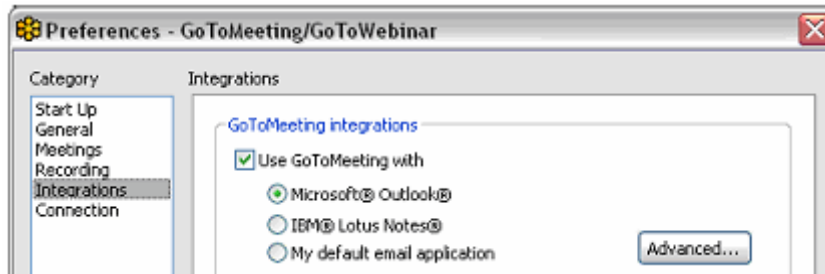 Preferences - GoToMeeting/GoToWebinar
Category
Integrations
Start Up
General
Meetings
Recording
Integrations
Connection
GoToMeeting integrations
Use GoToMeeting with
Microsoft® Outlook®
IBM® Lotus Notes®
My default email application
Advanced...